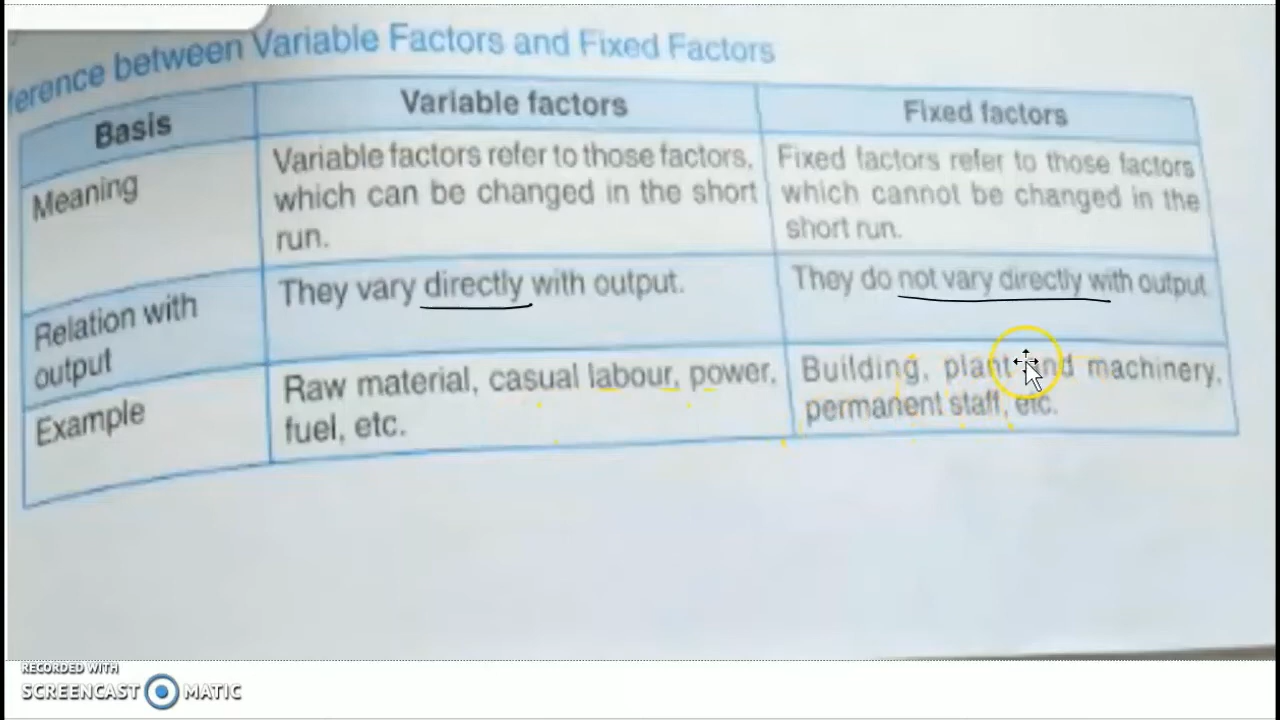 between Variable Factors and Fixed Factors
Basis
Variable factors
Fixed factors
Meaning
Variable factors refer to those factors,
which can be changed in the short
run.
Fixed factors refer to those factors
which cannot be changed in the
short run.
Relation with
output
They vary directly with output.
They do not vary directly with output
Example
Raw material, casual labour, power,
fuel, etc.
Building, plant and machinery,
permanent staff, etc.
RECORDED WITH
SCREENCAST MATIC